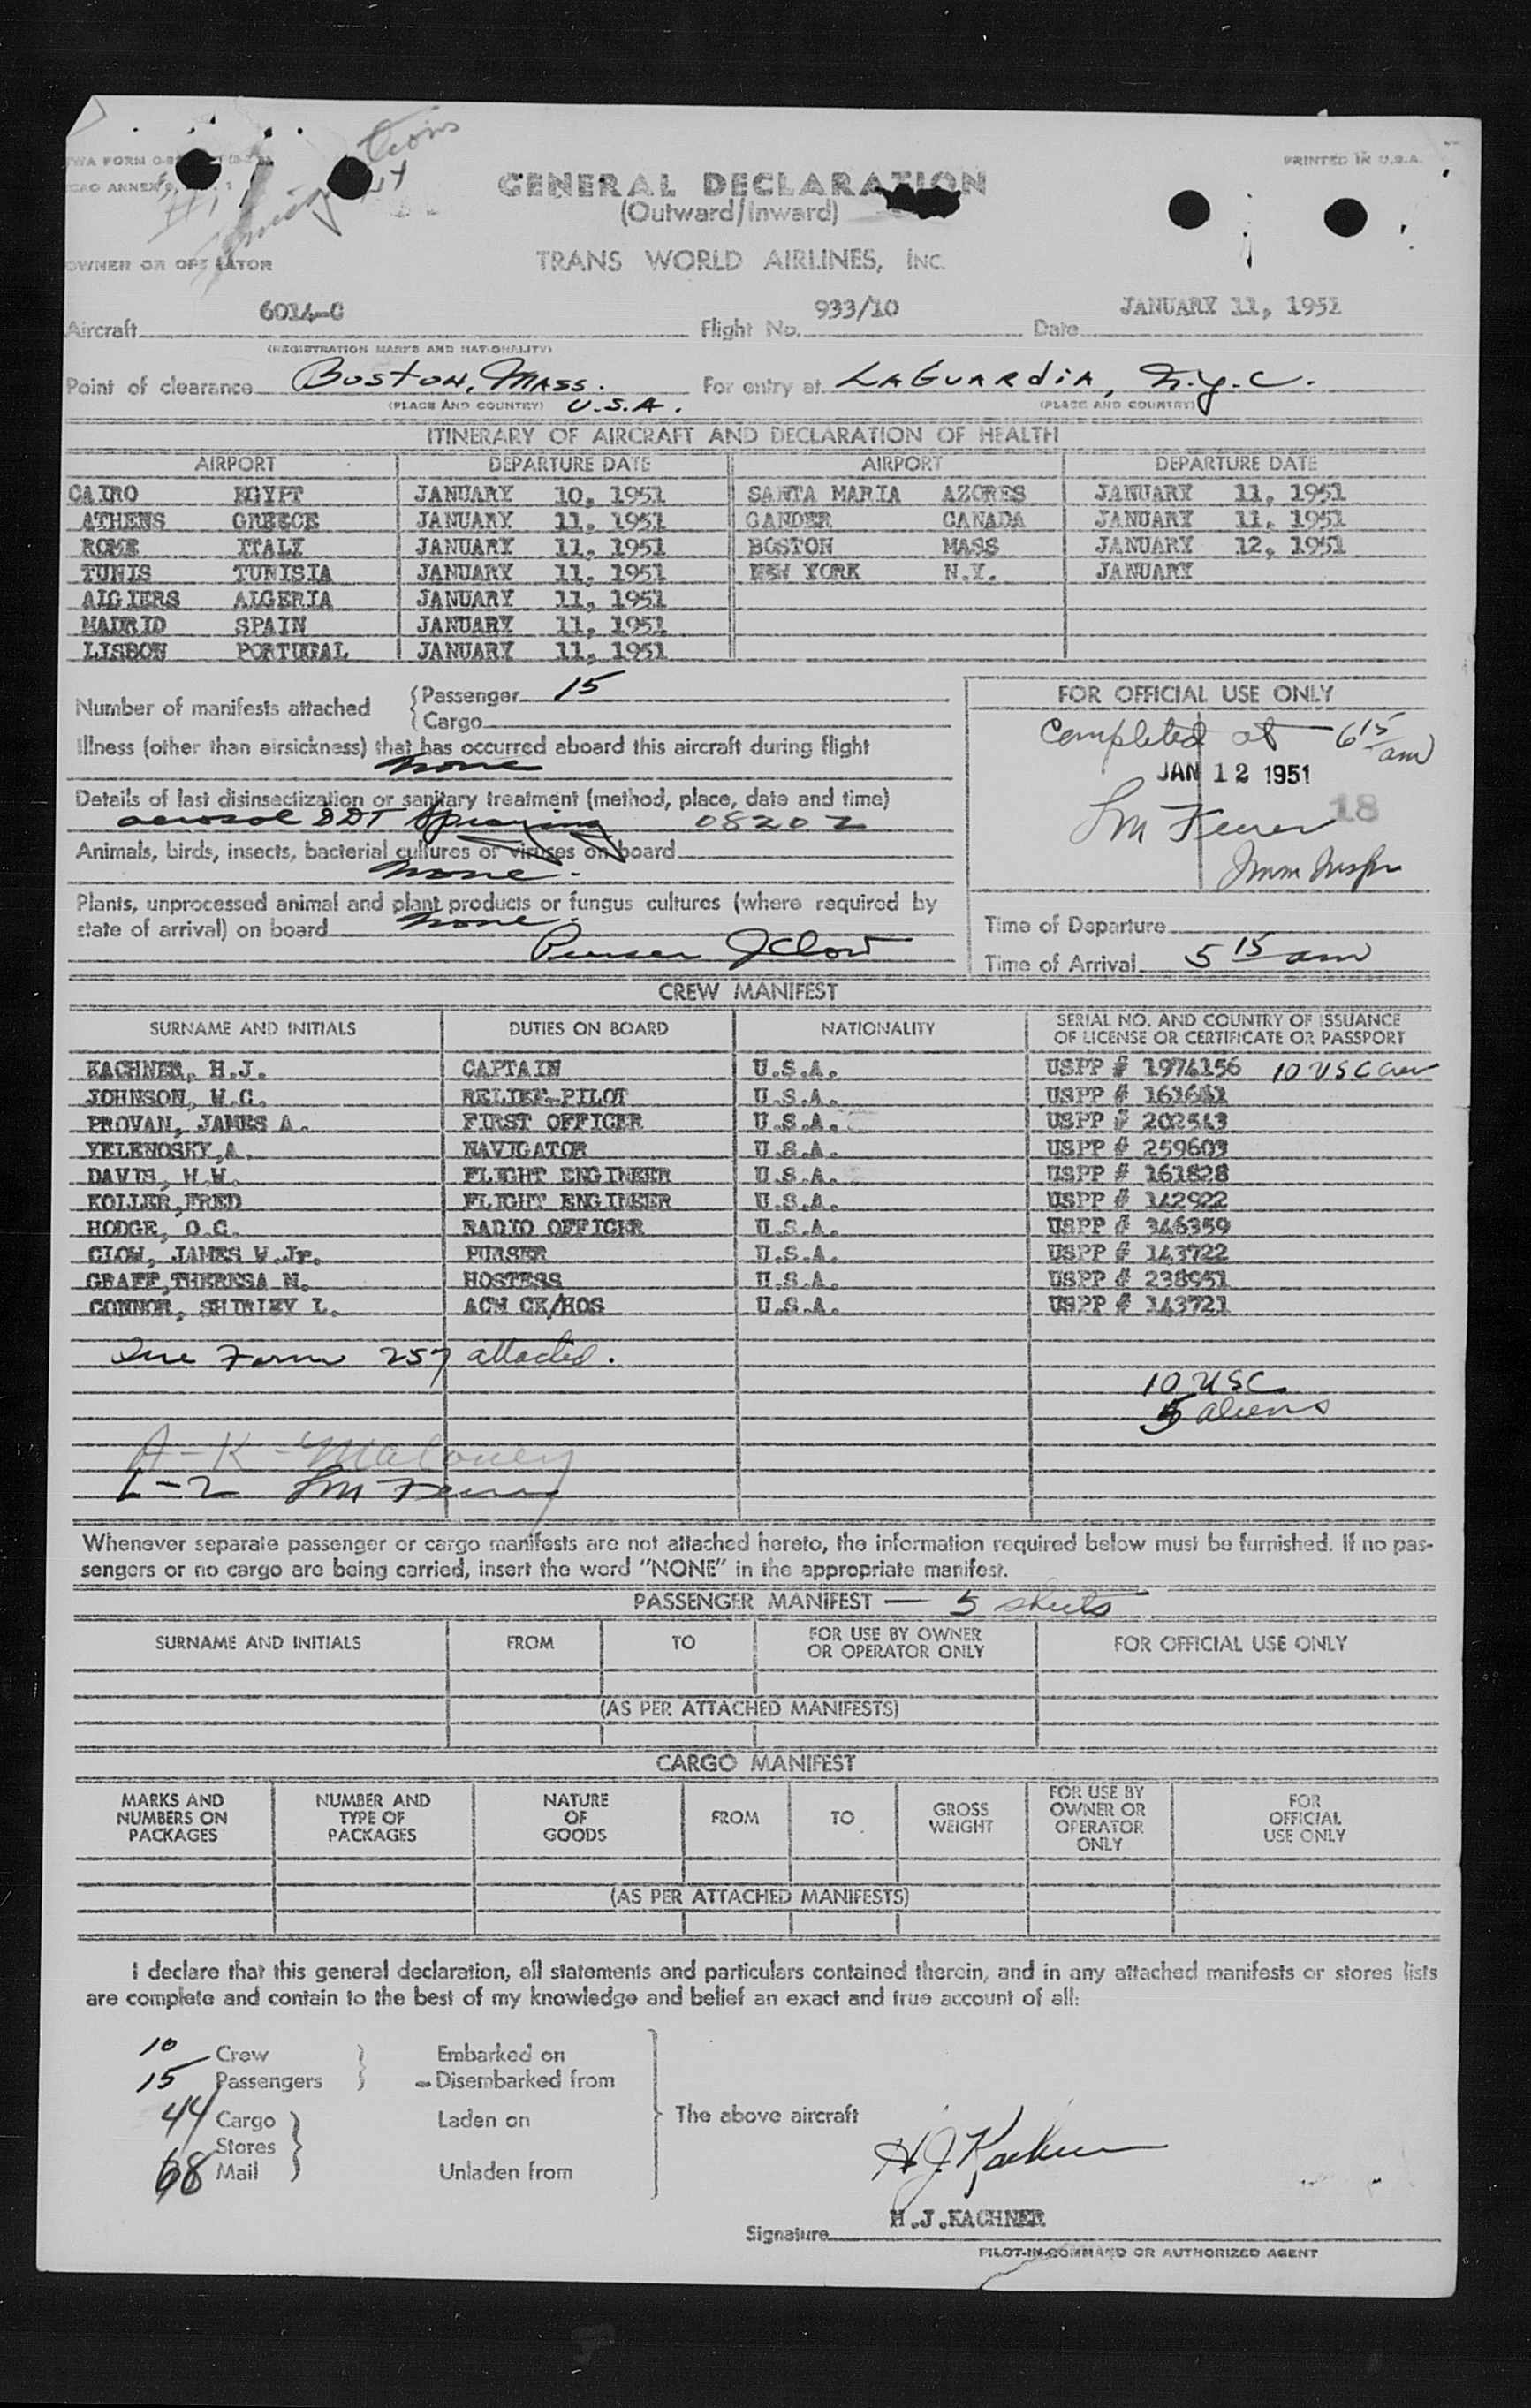 PRINTED IN U.S.A.
GENERAL DECLARATION
(Outward/Inward)
OWNER OR OPERATOR TRANS WORLD AIRLINES, INC.
Aircraft 6014-C Flight No. 933/10 Date JANUARY 11, 1951
(REGISTRATION MARKS AND NATIONALITY)
Point of clearance Boston, Mass. For entry at LaGuardia, N.Y.C.
(PLACE AND COUNTRY) U.S.A. (PLACE AND COUNTRY)
ITINERARY OF AIRCRAFT AND DECLARATION OF HEALTH
AIRPORT DEPARTURE DATE AIRPORT DEPARTURE DATE
CAIRO EGYPT JANUARY 10, 1951 SANTA MARIA AZORES JANUARY 11, 1951
ATHENS GREECE JANUARY 11, 1951 GANDER CANADA JANUARY 11, 1951
ROME ITALY JANUARY 11, 1951 BOSTON MASS JANUARY 12, 1951
TUNIS TUNISIA JANUARY 11, 1951 NEW YORK N.Y. JANUARY
ALGIERS ALGERIA JANUARY 11, 1951
MADRID SPAIN JANUARY 11, 1951
LISBON PORTUGAL JANUARY 11, 1951
Number of manifests attached Passenger 15
Cargo
FOR OFFICIAL USE ONLY
Completed at 6 15 am
JAN 12 1951
18
Illness (other than airsickness) that has occurred aboard this aircraft during flight
none
Details of last disinsectization or sanitary treatment (method, place, date and time)
aerosol DDT Spraying 0820Z
Animals, birds, insects, bacterial cultures or viruses on board
none.
Plants, unprocessed animal and plant products or fungus cultures (where required by
state of arrival) on board none.
Purser J Clow
Time of Departure
Time of Arrival 5 15 am
CREW MANIFEST
SURNAME AND INITIALS DUTIES ON BOARD NATIONALITY SERIAL NO. AND COUNTRY OF ISSUANCE
OF LICENSE OR CERTIFICATE OR PASSPORT
KACHNER, H.J. CAPTAIN U.S.A. USPP # 1974156 10 USC Crew
JOHNSON, W.C. RELIEF-PILOT U.S.A. USPP # 161641
PROVAN, JAMES A. FIRST OFFICER U.S.A. USPP # 202543
YELENOSKY,A. NAVIGATOR U.S.A. USPP # 259603
DAVIS, H.W. FLIGHT ENGINEER U.S.A. USPP # 161828
KOLLER,FRED FLIGHT ENGINEER U.S.A. USPP # 142922
HODGE, O.C. RADIO OFFICER U.S.A. USPP # 346359
CLOW, JAMES W.Jr. PURSER U.S.A. USPP # 143722
GRAFF,THERESA M. HOSTESS U.S.A. USPP # 238951
CONNOR, SHIRLEY L. ACM CK/HOS U.S.A. USPP # 143721
One Form 257 attached.
10 USC
5 aliens
A - K - Maloney
L-Z
Whenever separate passenger or cargo manifests are not attached hereto, the information required below must be furnished. If no pas-
sengers or no cargo are being carried, insert the word "NONE" in the appropriate manifest.
PASSENGER MANIFEST — 5 sheets
SURNAME AND INITIALS FROM TO FOR USE BY OWNER
OR OPERATOR ONLY FOR OFFICIAL USE ONLY
(AS PER ATTACHED MANIFESTS)
CARGO MANIFEST
MARKS AND
NUMBERS ON
PACKAGES NUMBER AND
TYPE OF
PACKAGES NATURE
OF
GOODS FROM TO GROSS
WEIGHT FOR USE BY
OWNER OR
OPERATOR
ONLY FOR
OFFICIAL
USE ONLY
(AS PER ATTACHED MANIFESTS)
I declare that this general declaration, all statements and particulars contained therein, and in any attached manifests or stores lists
are complete and contain to the best of my knowledge and belief an exact and true account of all:
10 Crew Embarked on
15 Passengers Disembarked from
44 Cargo Laden on The above aircraft
Stores
68 Mail Unladen from
H J Kachner
H.J.KACHNER
Signature
PILOT-IN-COMMAND OR AUTHORIZED AGENT